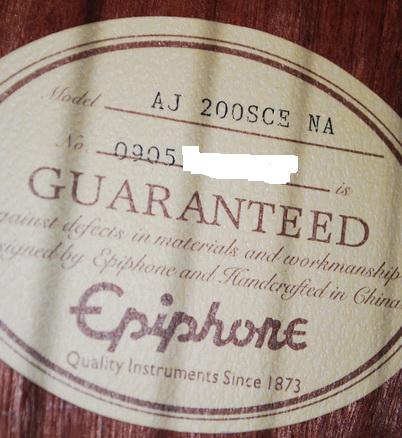 Model AJ 200SCE NA
No. 0905 is
GUARANTEED
against defects in materials and workmanship
Designed by Epiphone and Handcrafted in China
Epiphone
Quality Instruments Since 1873